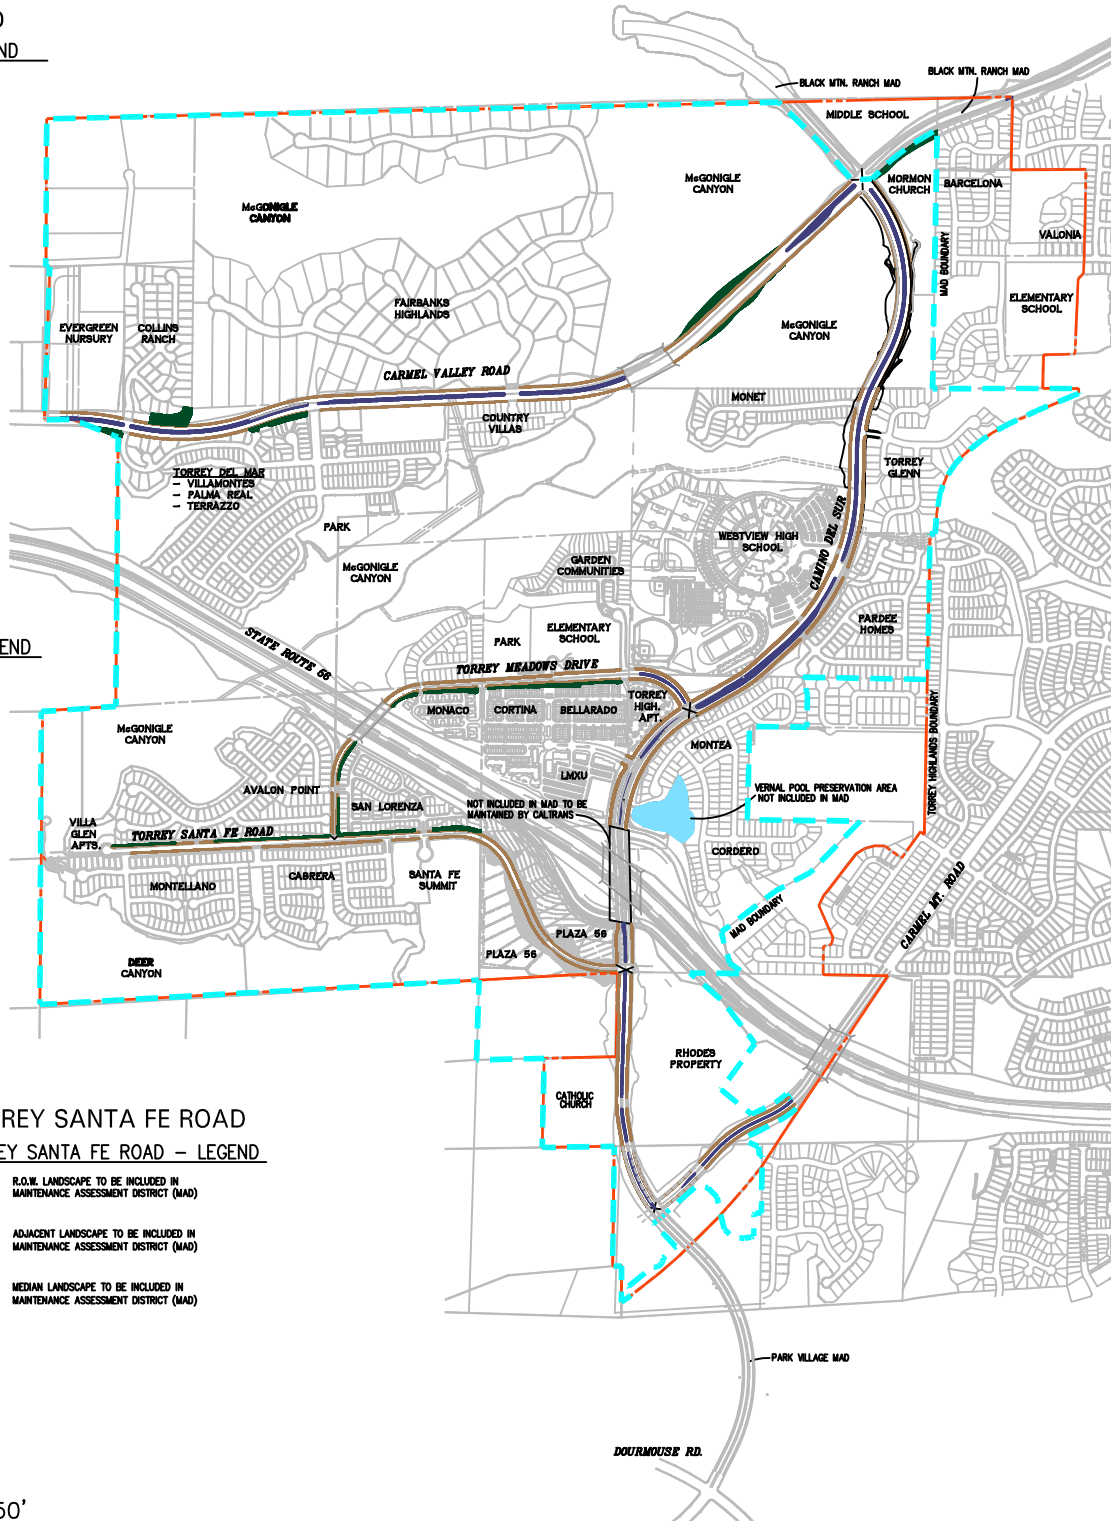 ND
BLACK MTN. RANCH MAD
BLACK MTN. RANCH MAD
MIDDLE SCHOOL
McGONIGLE
CANYON
MORMON
CHURCH
BARCELONA
McGONIGLE
CANYON
VALONIA
MAD BOUNDARY
ELEMENTARY
SCHOOL
FAIRBANKS
HIGHLANDS
EVERGREEN
NURSURY
COLLINS
RANCH
McGONIGLE
CANYON
CARMEL VALLEY ROAD
MONET
COUNTRY
VILLAS
TORREY DEL MAR
- VILLAMONTES
- PALMA REAL
- TERRAZZO
TORREY
GLENN
PARK
WESTVIEW HIGH
SCHOOL
CAMINO DEL SUR
McGONIGLE
CANYON
GARDEN
COMMUNITIES
PARDEE
HOMES
STATE ROUTE 56
PARK
ELEMENTARY
SCHOOL
END
TORREY MEADOWS DRIVE
TORREY
HIGH.
APT.
MONACO
CORTINA
BELLARADO
TORREY HIGHLANDS BOUNDARY
McGONIGLE
CANYON
MONTEA
LMXU
AVALON POINT
VERNAL POOL PRESERVATION AREA
NOT INCLUDED IN MAD
SAN LORENZA
NOT INCLUDED IN MAD TO BE
MAINTAINED BY CALTRANS
VILLA
GLEN
APTS.
TORREY SANTA FE ROAD
CORDERO
MONTELLANO
CABRERA
SANTA FE
SUMMIT
CARMEL MT. ROAD
MAD BOUNDARY
PLAZA 56
PLAZA 56
DEER
CANYON
RHODES
PROPERTY
CATHOLIC
CHURCH
REY SANTA FE ROAD
EY SANTA FE ROAD – LEGEND
R.O.W. LANDSCAPE TO BE INCLUDED IN
MAINTENANCE ASSESSMENT DISTRICT (MAD)
ADJACENT LANDSCAPE TO BE INCLUDED IN
MAINTENANCE ASSESSMENT DISTRICT (MAD)
MEDIAN LANDSCAPE TO BE INCLUDED IN
MAINTENANCE ASSESSMENT DISTRICT (MAD)
PARK VILLAGE MAD
DOURMOUSE RD.
50'